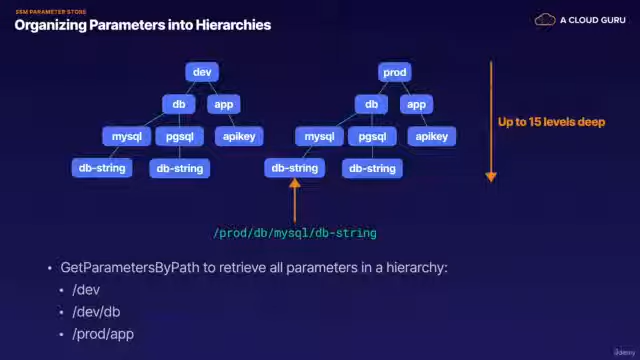 SSM PARAMETER STORE
Organizing Parameters into Hierarchies
A CLOUD GURU
dev
prod
db
app
db
app
mysql
pgsql
apikey
mysql
pgsql
apikey
Up to 15 levels deep
db-string
db-string
db-string
db-string
/prod/db/mysql/db-string
• GetParametersByPath to retrieve all parameters in a hierarchy:
• /dev
• /dev/db
• /prod/app